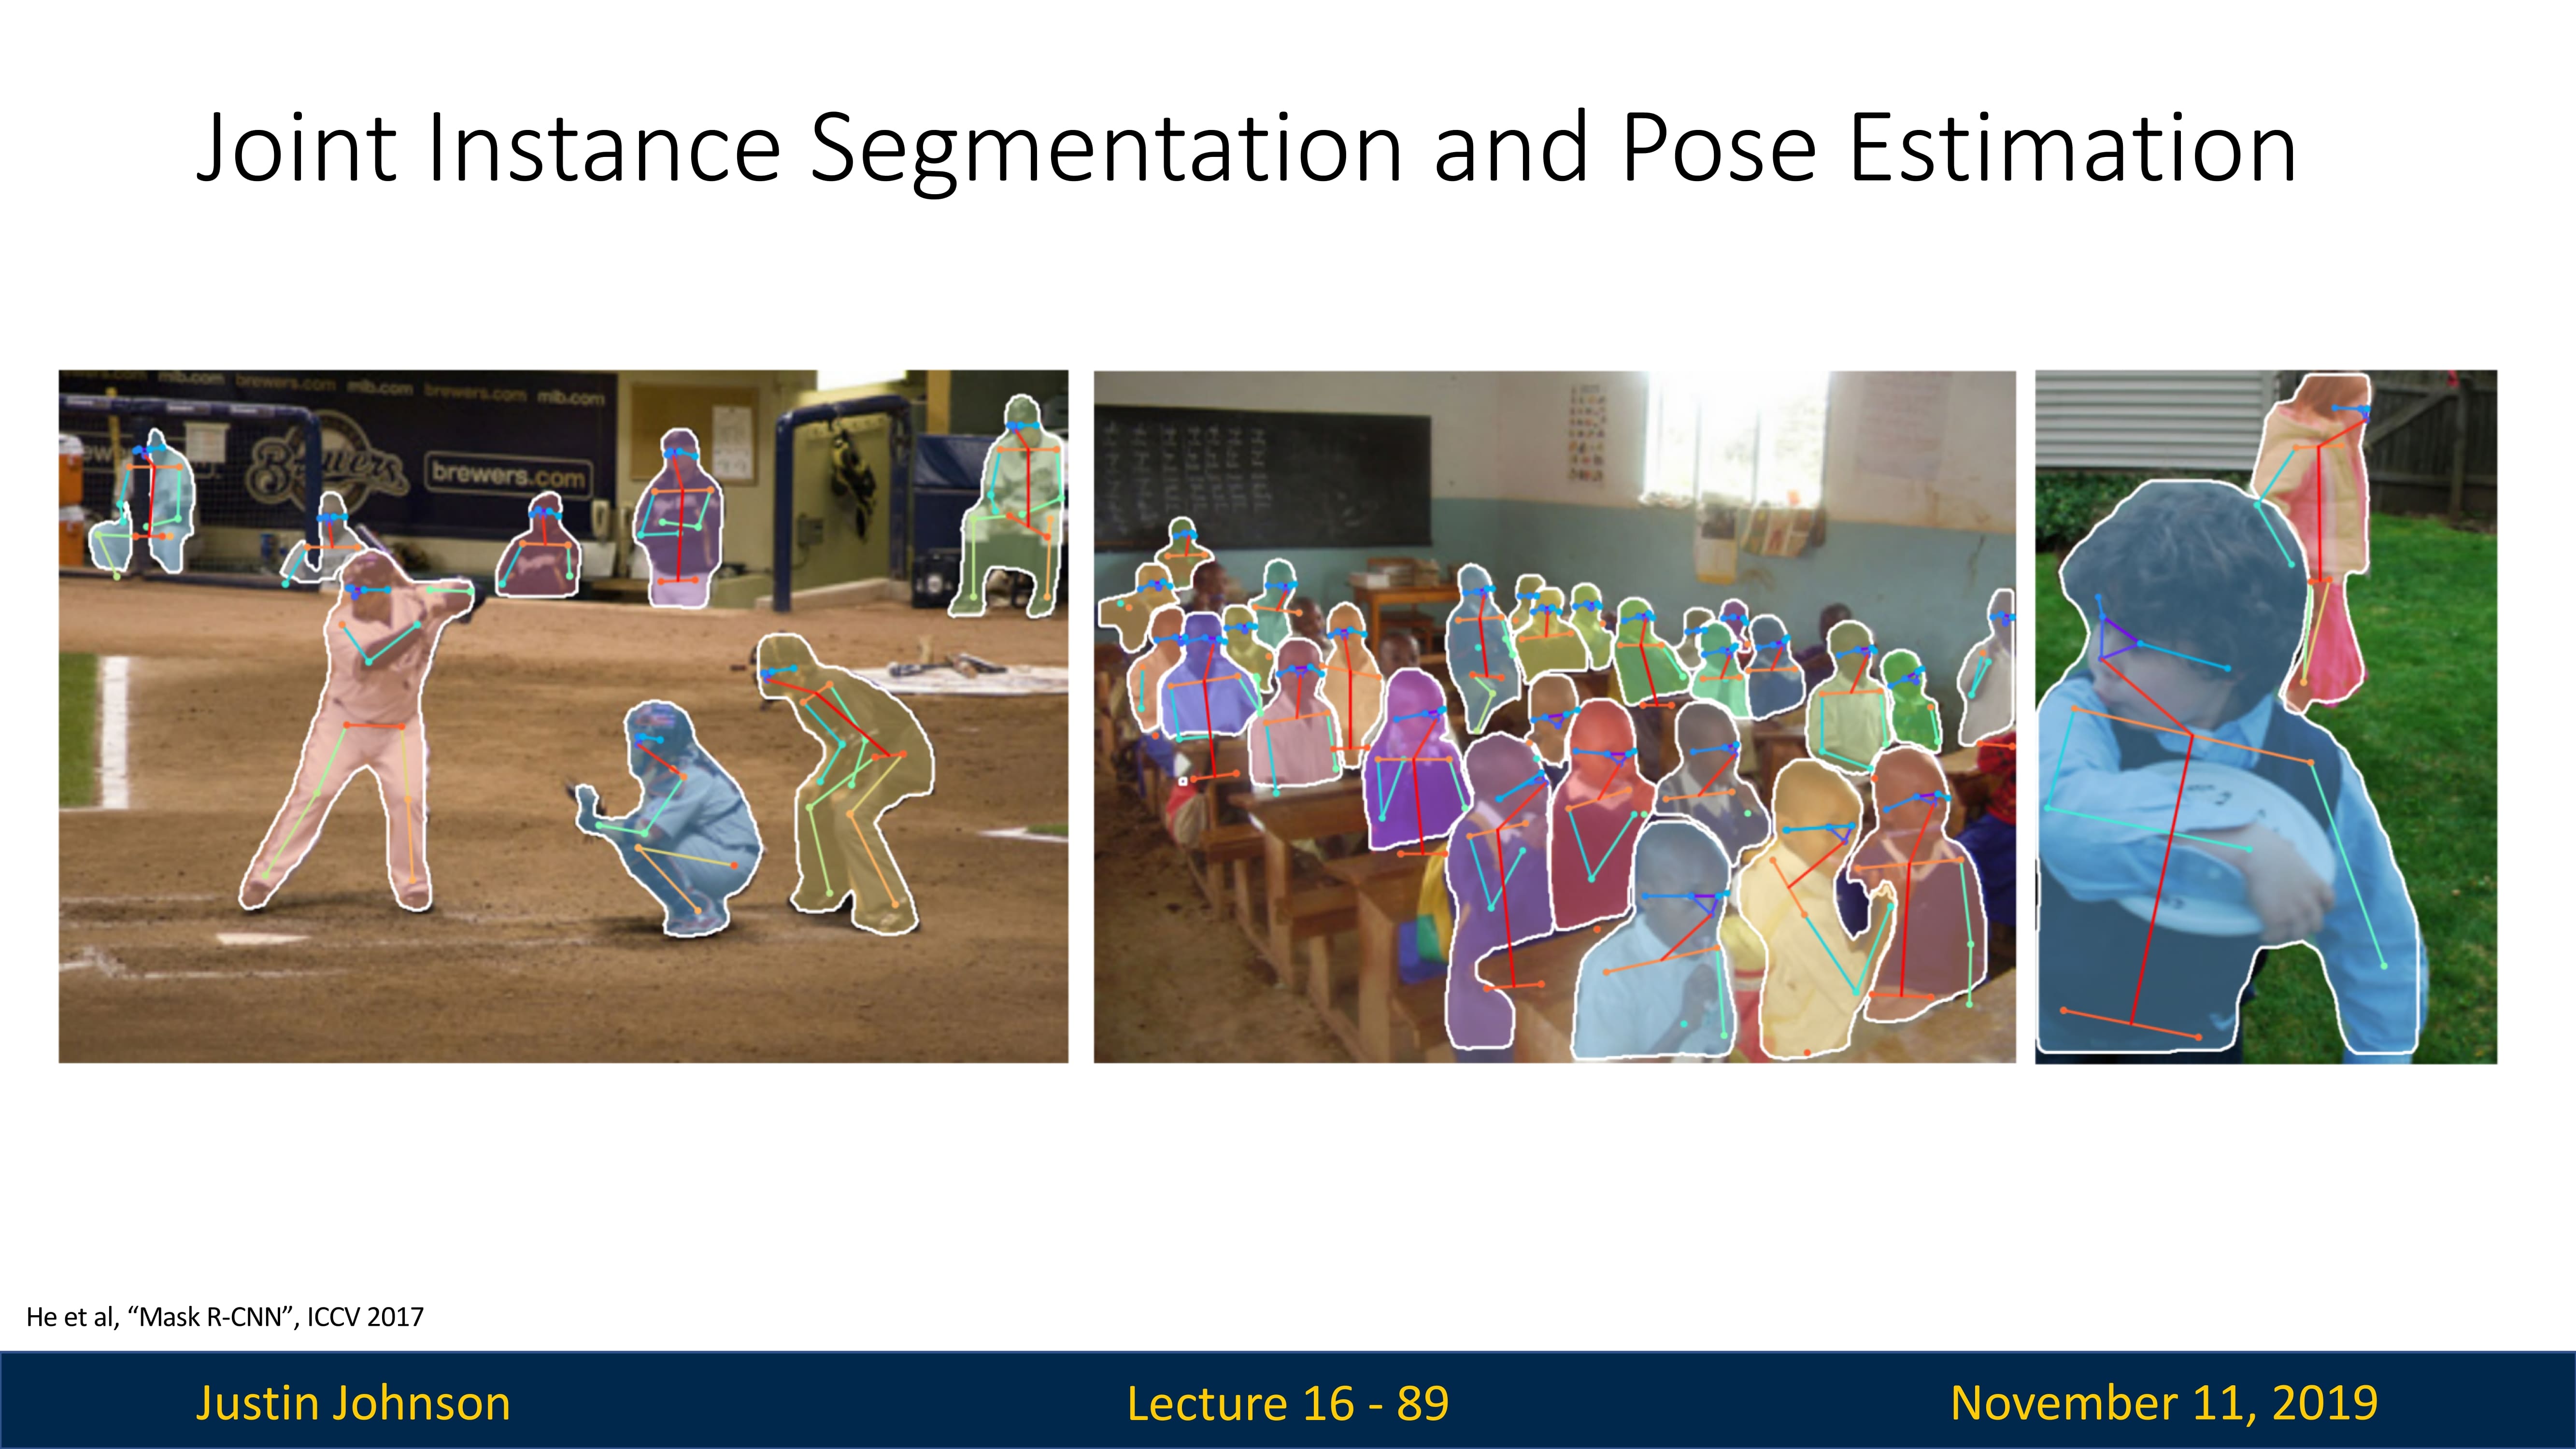 Joint Instance Segmentation and Pose Estimation
mlb.com brewers.com mlb.com brewers.com mlb.com
Brewers
brewers.com
He et al, “Mask R-CNN”, ICCV 2017
Justin Johnson
Lecture 16 - 89
November 11, 2019